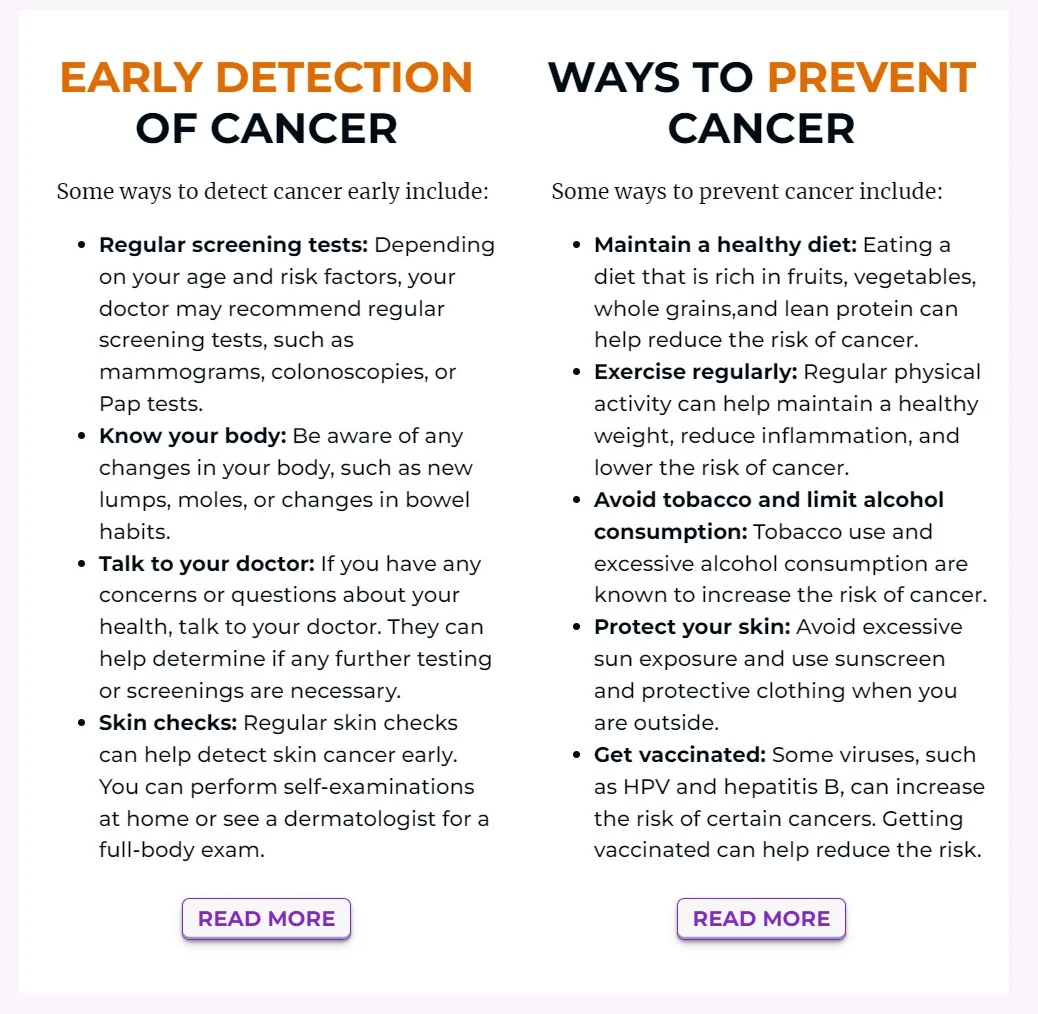 EARLY DETECTION
OF CANCER
Some ways to detect cancer early include:
• Regular screening tests: Depending
on your age and risk factors, your
doctor may recommend regular
screening tests, such as
mammograms, colonoscopies, or
Pap tests.
• Know your body: Be aware of any
changes in your body, such as new
lumps, moles, or changes in bowel
habits.
• Talk to your doctor: If you have any
concerns or questions about your
health, talk to your doctor. They can
help determine if any further testing
or screenings are necessary.
• Skin checks: Regular skin checks
can help detect skin cancer early.
You can perform self-examinations
at home or see a dermatologist for a
full-body exam.
READ MORE
WAYS TO PREVENT
CANCER
Some ways to prevent cancer include:
• Maintain a healthy diet: Eating a
diet that is rich in fruits, vegetables,
whole grains,and lean protein can
help reduce the risk of cancer.
• Exercise regularly: Regular physical
activity can help maintain a healthy
weight, reduce inflammation, and
lower the risk of cancer.
• Avoid tobacco and limit alcohol
consumption: Tobacco use and
excessive alcohol consumption are
known to increase the risk of cancer.
• Protect your skin: Avoid excessive
sun exposure and use sunscreen
and protective clothing when you
are outside.
• Get vaccinated: Some viruses, such
as HPV and hepatitis B, can increase
the risk of certain cancers. Getting
vaccinated can help reduce the risk.
READ MORE